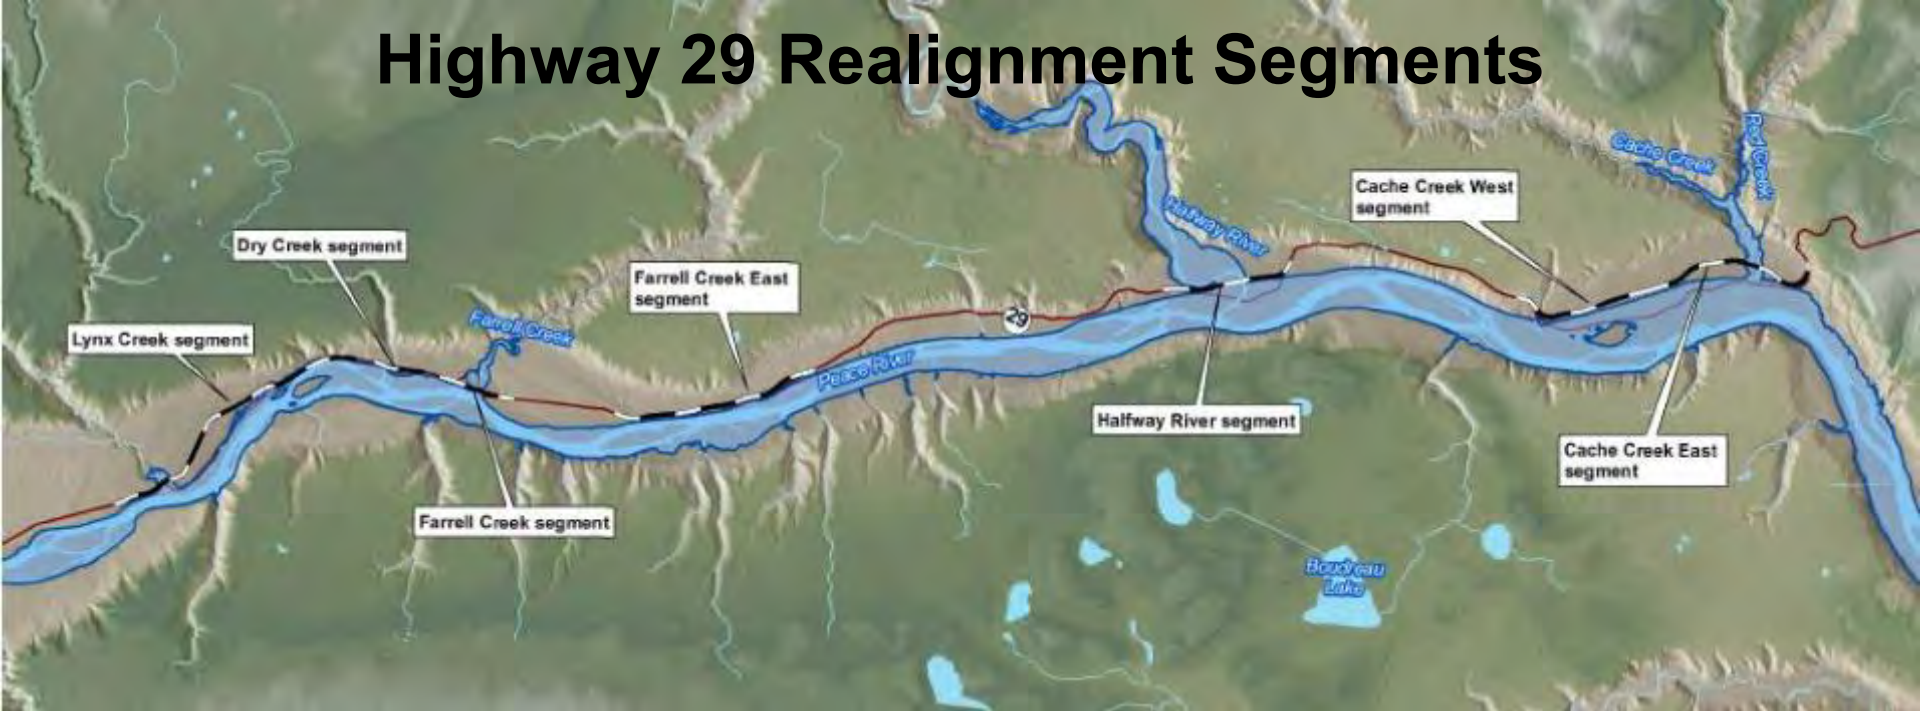 Highway 29 Realignment Segments
Cache Creek
Red Creek
Cache Creek West
segment
Halfway River
Dry Creek segment
Farrell Creek East
segment
Farrell Creek
Lynx Creek segment
29
Peace River
Halfway River segment
Cache Creek East
segment
Farrell Creek segment
Boudreau
Lake